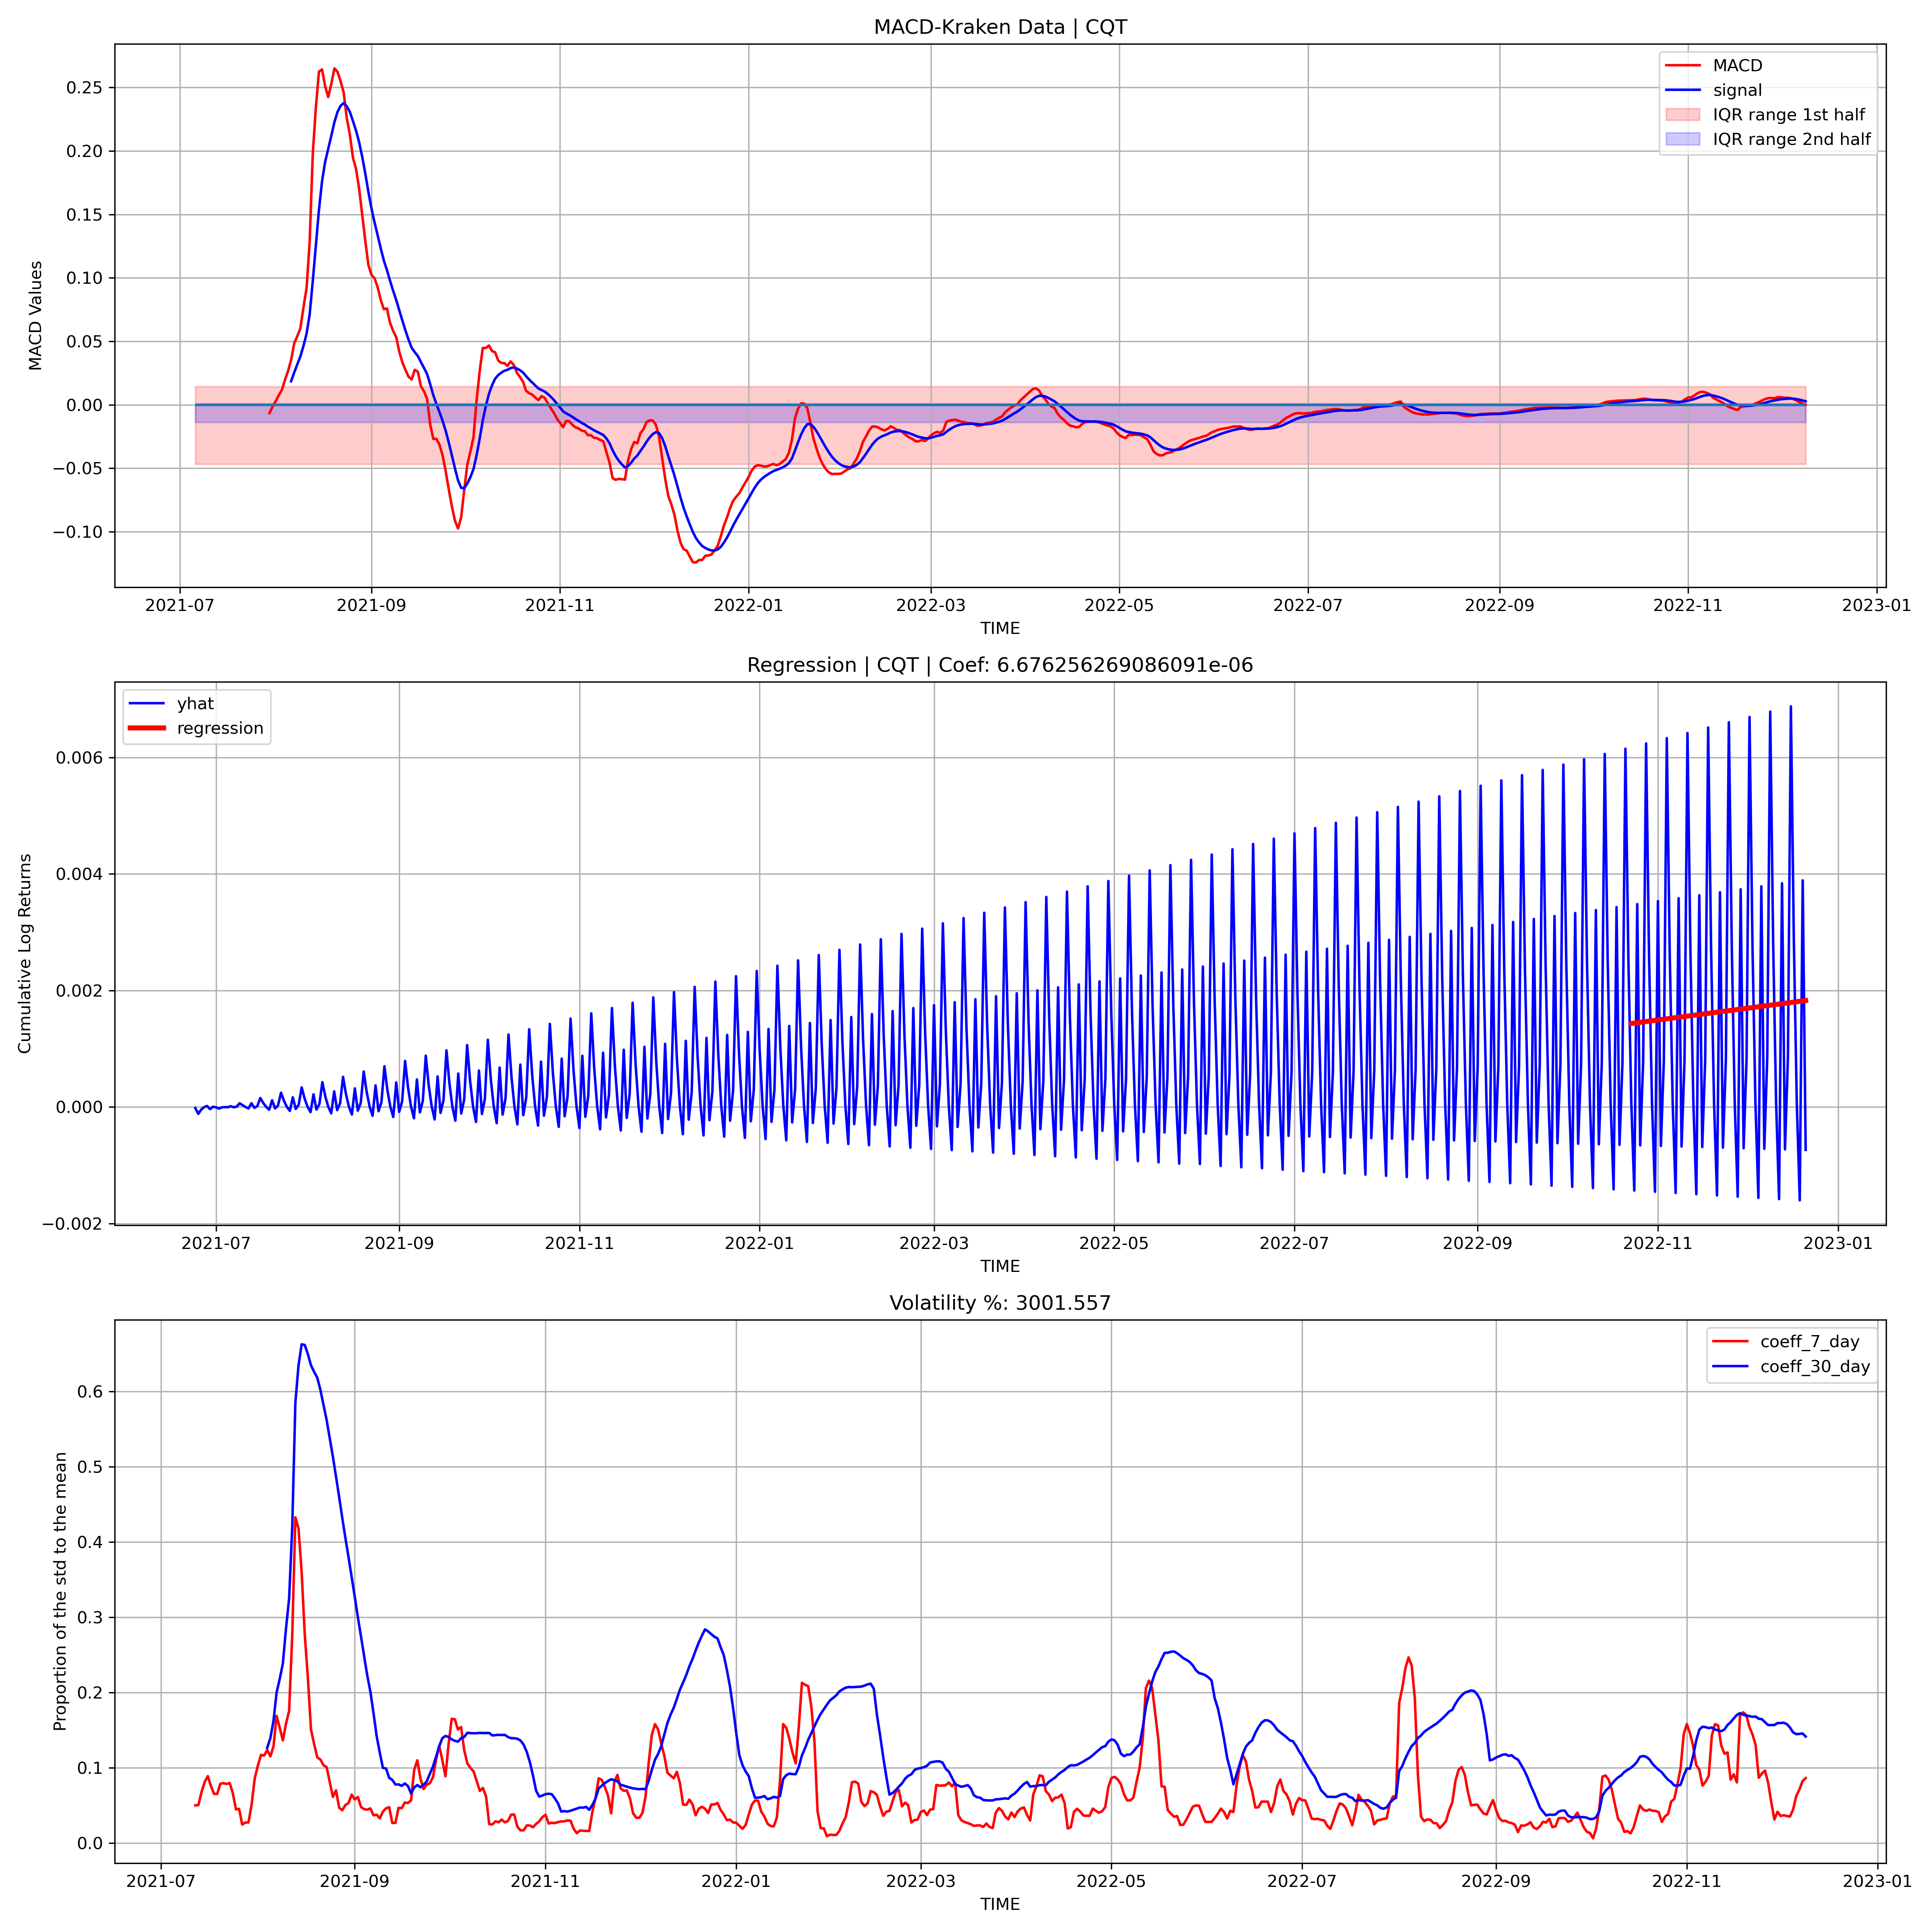 MACD-Kraken Data | CQT
MACD
signal
IQR range 1st half
IQR range 2nd half
MACD Values
0.25
0.20
0.15
0.10
0.05
0.00
−0.05
−0.10
2021-07 2021-09 2021-11 2022-01 2022-03 2022-05 2022-07 2022-09 2022-11 2023-01
TIME
Regression | CQT | Coef: 6.676256269086091e-06
yhat
regression
Cumulative Log Returns
0.006
0.004
0.002
0.000
−0.002
2021-07 2021-09 2021-11 2022-01 2022-03 2022-05 2022-07 2022-09 2022-11 2023-01
TIME
Volatility %: 3001.557
coeff_7_day
coeff_30_day
Proportion of the std to the mean
0.6
0.5
0.4
0.3
0.2
0.1
0.0
2021-07 2021-09 2021-11 2022-01 2022-03 2022-05 2022-07 2022-09 2022-11 2023-01
TIME